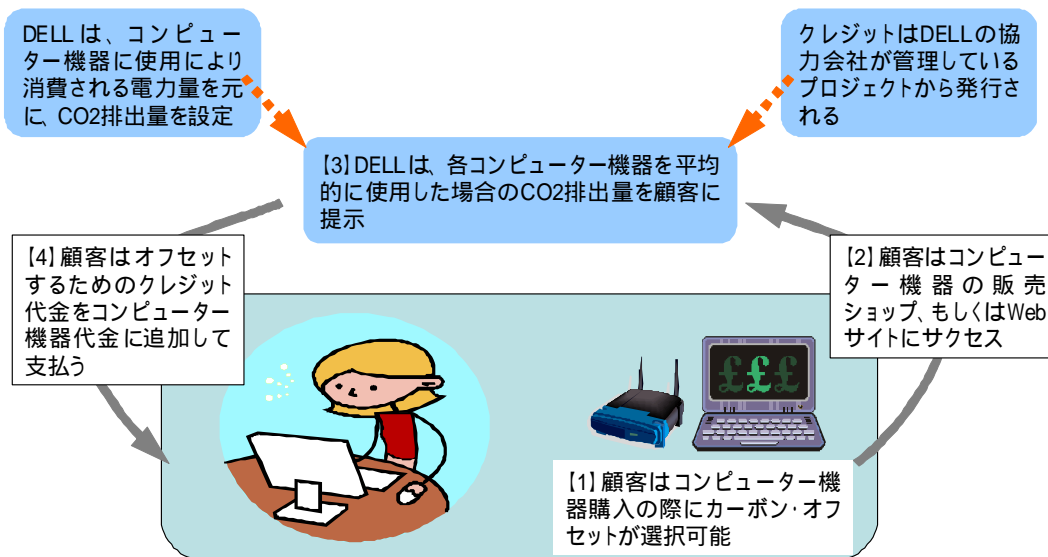 DELL は、コンピュー
ター機器に使用により
消費される電力量を元
に、CO2排出量を設定
クレジットはDELLの協
力会社が管理している
プロジェクトから発行さ
れる
【3】DELLは、各コンピューター機器を平均
的に使用した場合のCO2排出量を顧客に
提示
【4】顧客はオフセット
するためのクレジット
代金をコンピューター
機器代金に追加して
支払う
【2】顧客はコンピュー
ター機器の販売
ショップ、もしくはWeb
サイトにサクセス
£££
【1】顧客はコンピューター機
器購入の際にカーボン・オフ
セットが選択可能